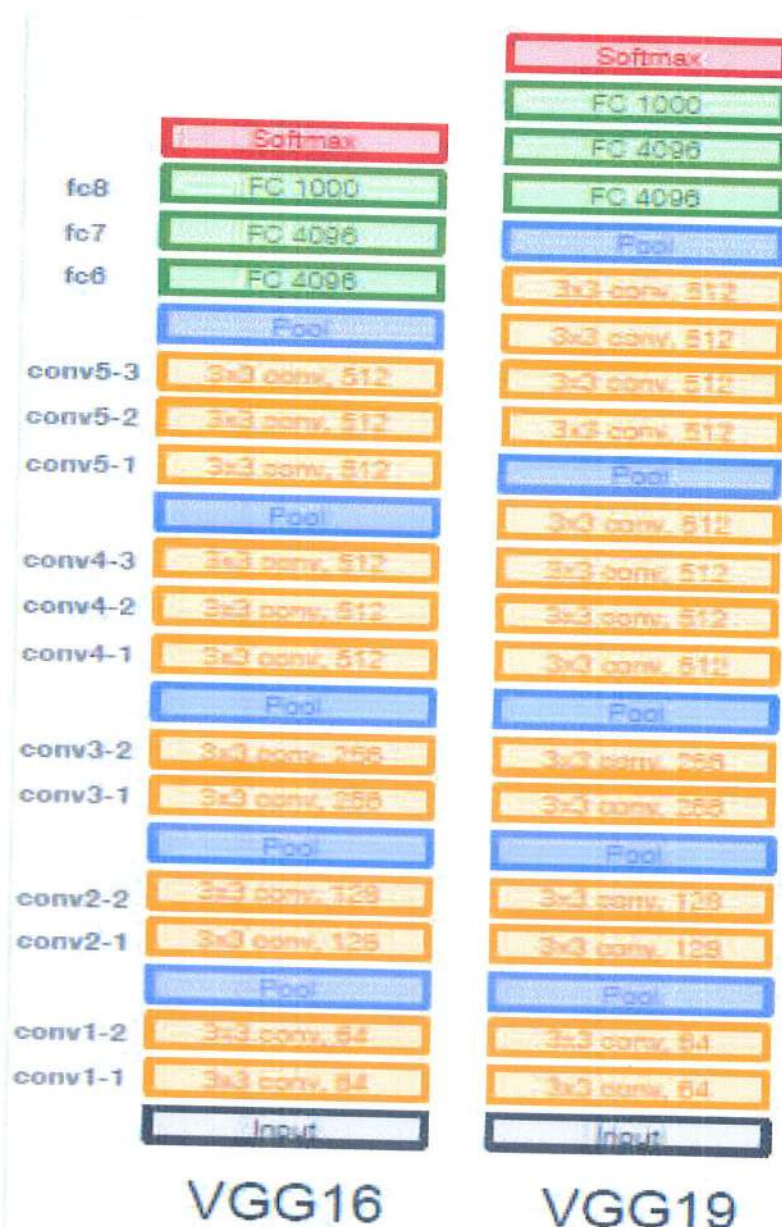 Softmax
fc8 FC 1000
fc7 FC 4096
fc6 FC 4096
Pool
conv5-3 3x3 conv, 512
conv5-2 3x3 conv, 512
conv5-1 3x3 conv, 512
Pool
conv4-3 3x3 conv, 512
conv4-2 3x3 conv, 512
conv4-1 3x3 conv, 512
Pool
conv3-2 3x3 conv, 256
conv3-1 3x3 conv, 256
Pool
conv2-2 3x3 conv, 128
conv2-1 3x3 conv, 128
Pool
conv1-2 3x3 conv, 64
conv1-1 3x3 conv, 64
Input
VGG16
Softmax
FC 1000
FC 4096
FC 4096
Pool
3x3 conv, 512
3x3 conv, 512
3x3 conv, 512
3x3 conv, 512
Pool
3x3 conv, 512
3x3 conv, 512
3x3 conv, 512
3x3 conv, 512
Pool
3x3 conv, 256
3x3 conv, 256
Pool
3x3 conv, 128
3x3 conv, 128
Pool
3x3 conv, 64
3x3 conv, 64
Input
VGG19